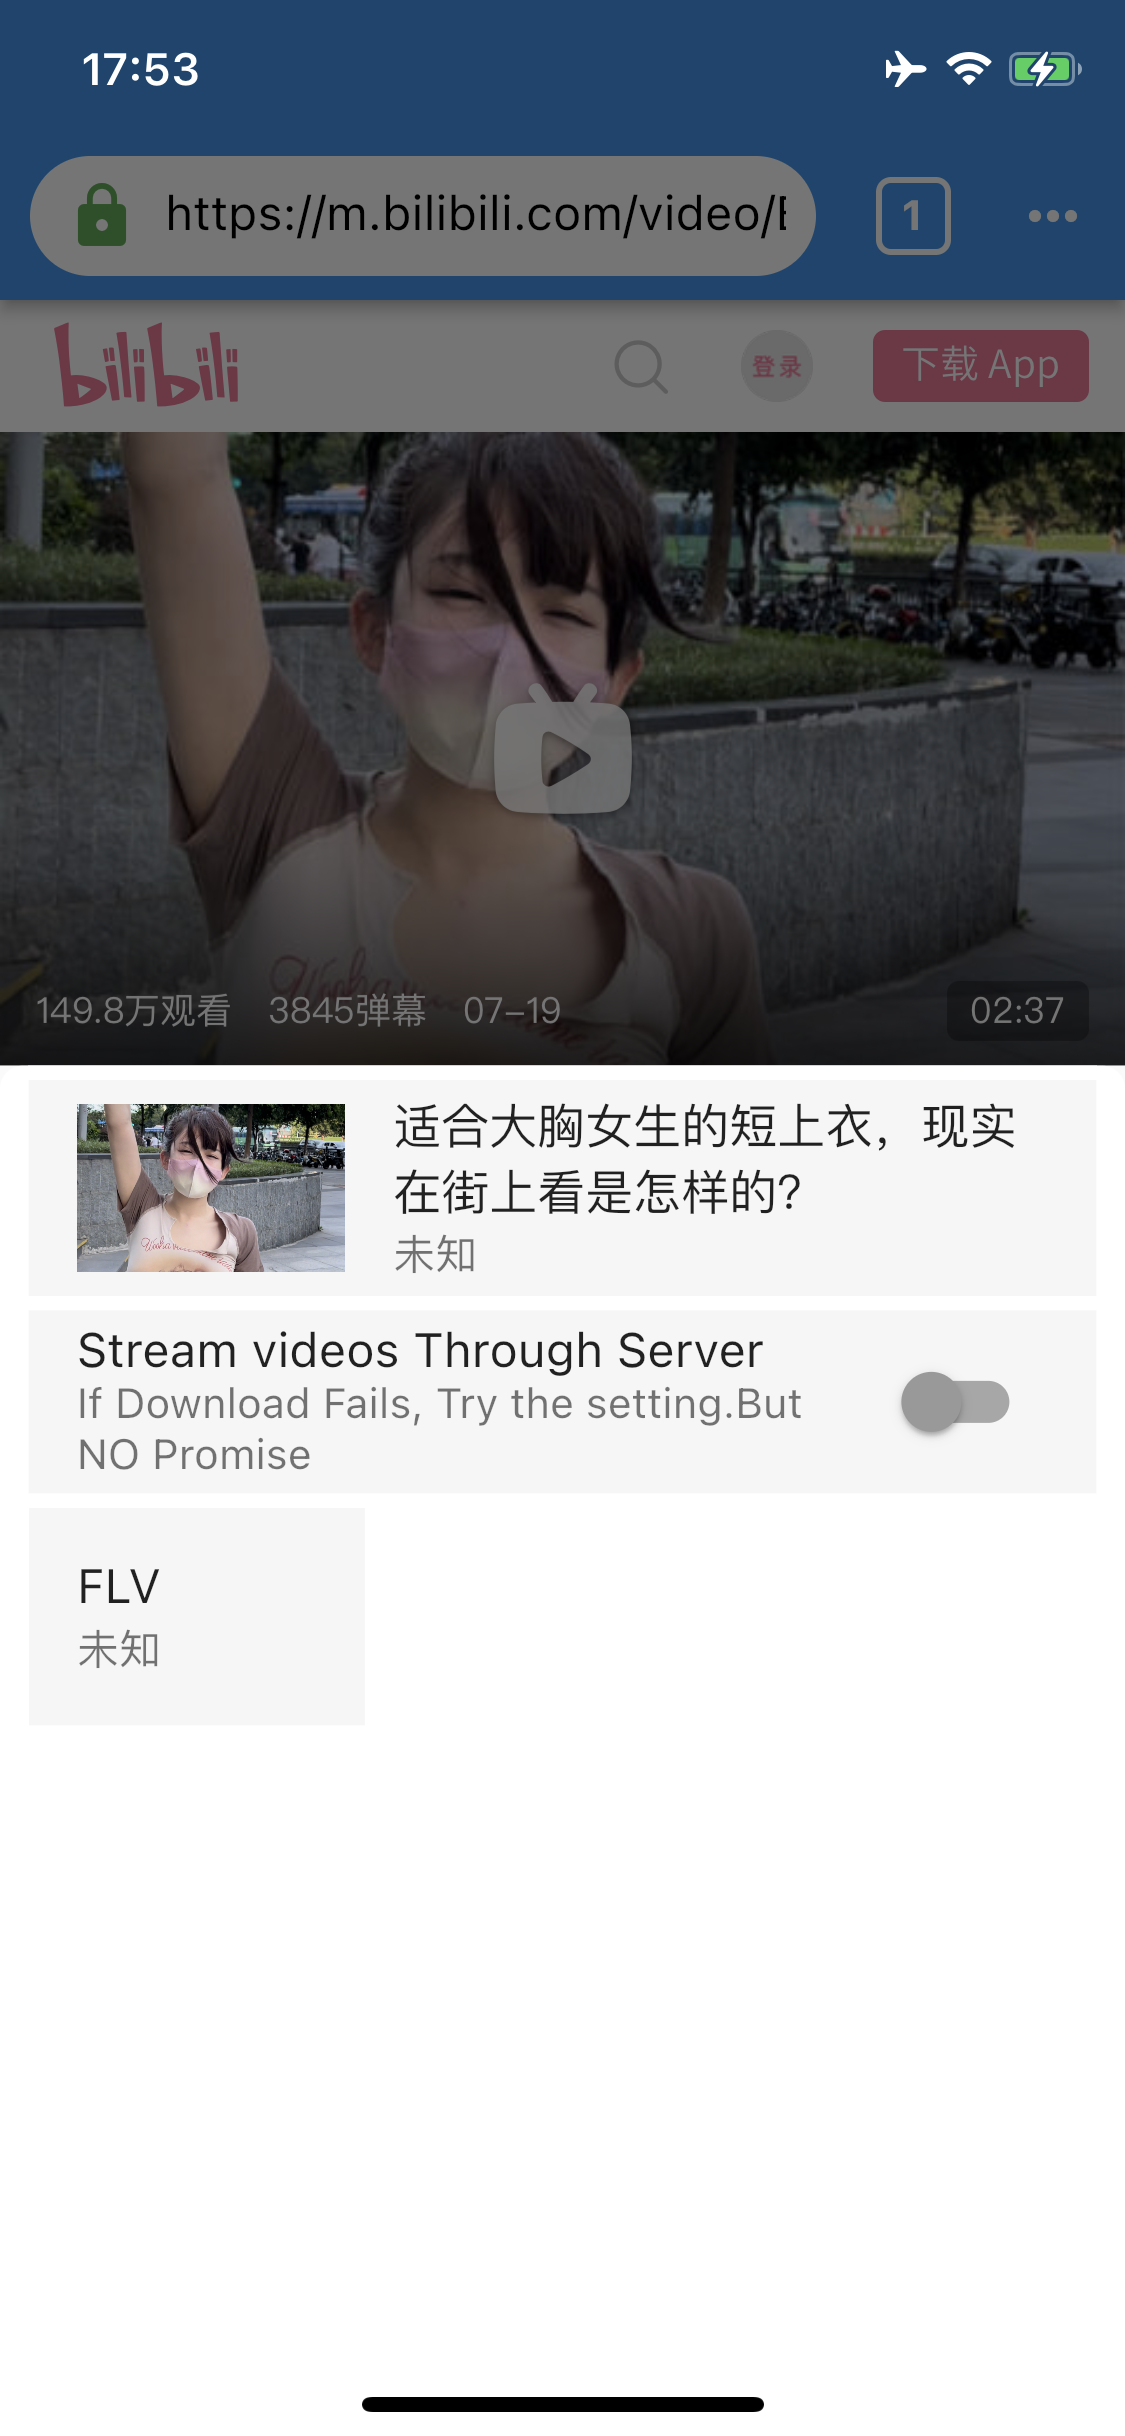 17:53
https://m.bilibili.com/video/
1
bilibili
登录
下载 App
149.8万观看 3845弹幕 07-19
02:37
适合大胸女生的短上衣，现实
在街上看是怎样的?
未知
Stream videos Through Server
If Download Fails, Try the setting.But
NO Promise
FLV
未知